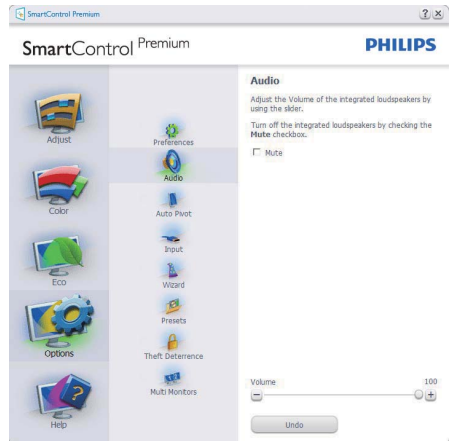 SmartControl Premium
SmartControl Premium
PHILIPS
Adjust
Color
Eco
Options
Help
Preferences
Audio
Auto Pivot
Input
Wizard
Presets
Theft Deterrence
Multi Monitors
Audio
Adjust the Volume of the integrated loudspeakers by
using the slider.
Turn off the integrated loudspeakers by checking the
Mute checkbox.
Mute
Volume 100
Undo